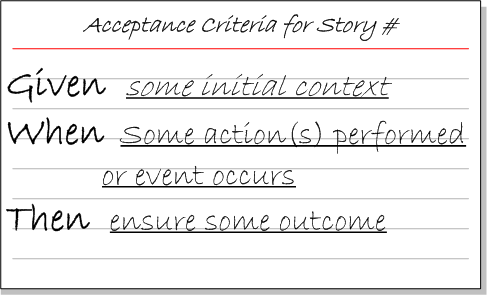 Acceptance Criteria for Story #
Given some initial context
When Some action(s) performed
or event occurs
Then ensure some outcome